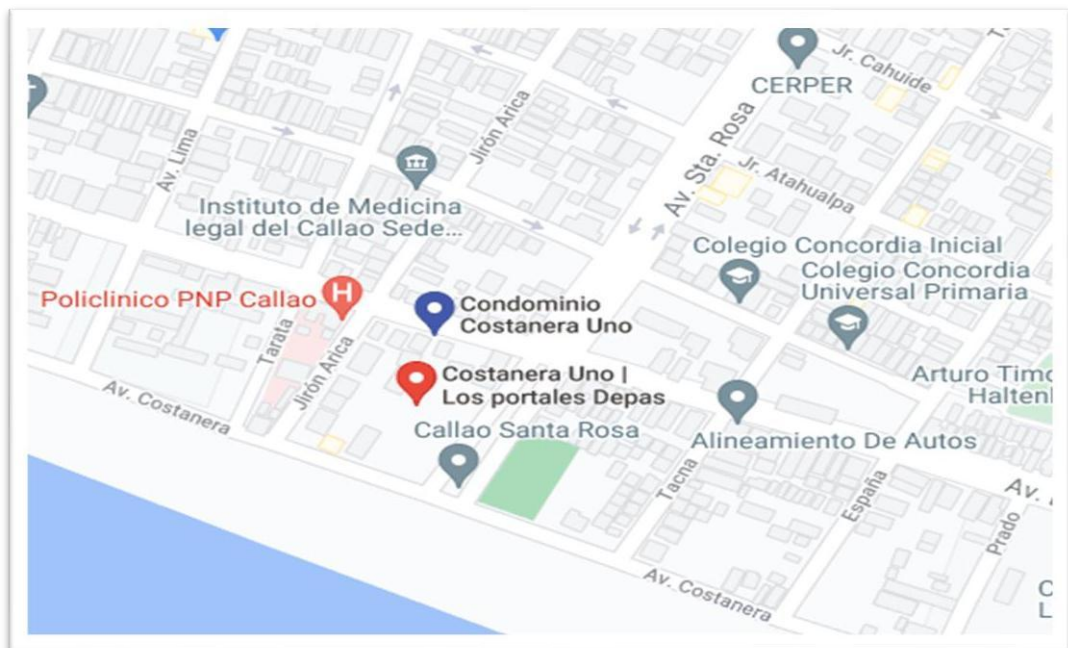 CERPER
Jr. Cahuide
Av. Lima
Jirón Arica
Av. Sta. Rosa
Jr. Atahualpa
Instituto de Medicina
legal del Callao Sede...
Colegio Concordia Inicial
Colegio Concordia
Universal Primaria
Policlinico PNP Callao
H
Condominio
Costanera Uno
Tarata
Jirón Arica
Costanera Uno |
Los portales Depas
Arturo Timo
Haltenh
Av. Costanera
Callao Santa Rosa
Alineamiento De Autos
Tacna
España
Av.
Prado
Av. Costanera
C
L